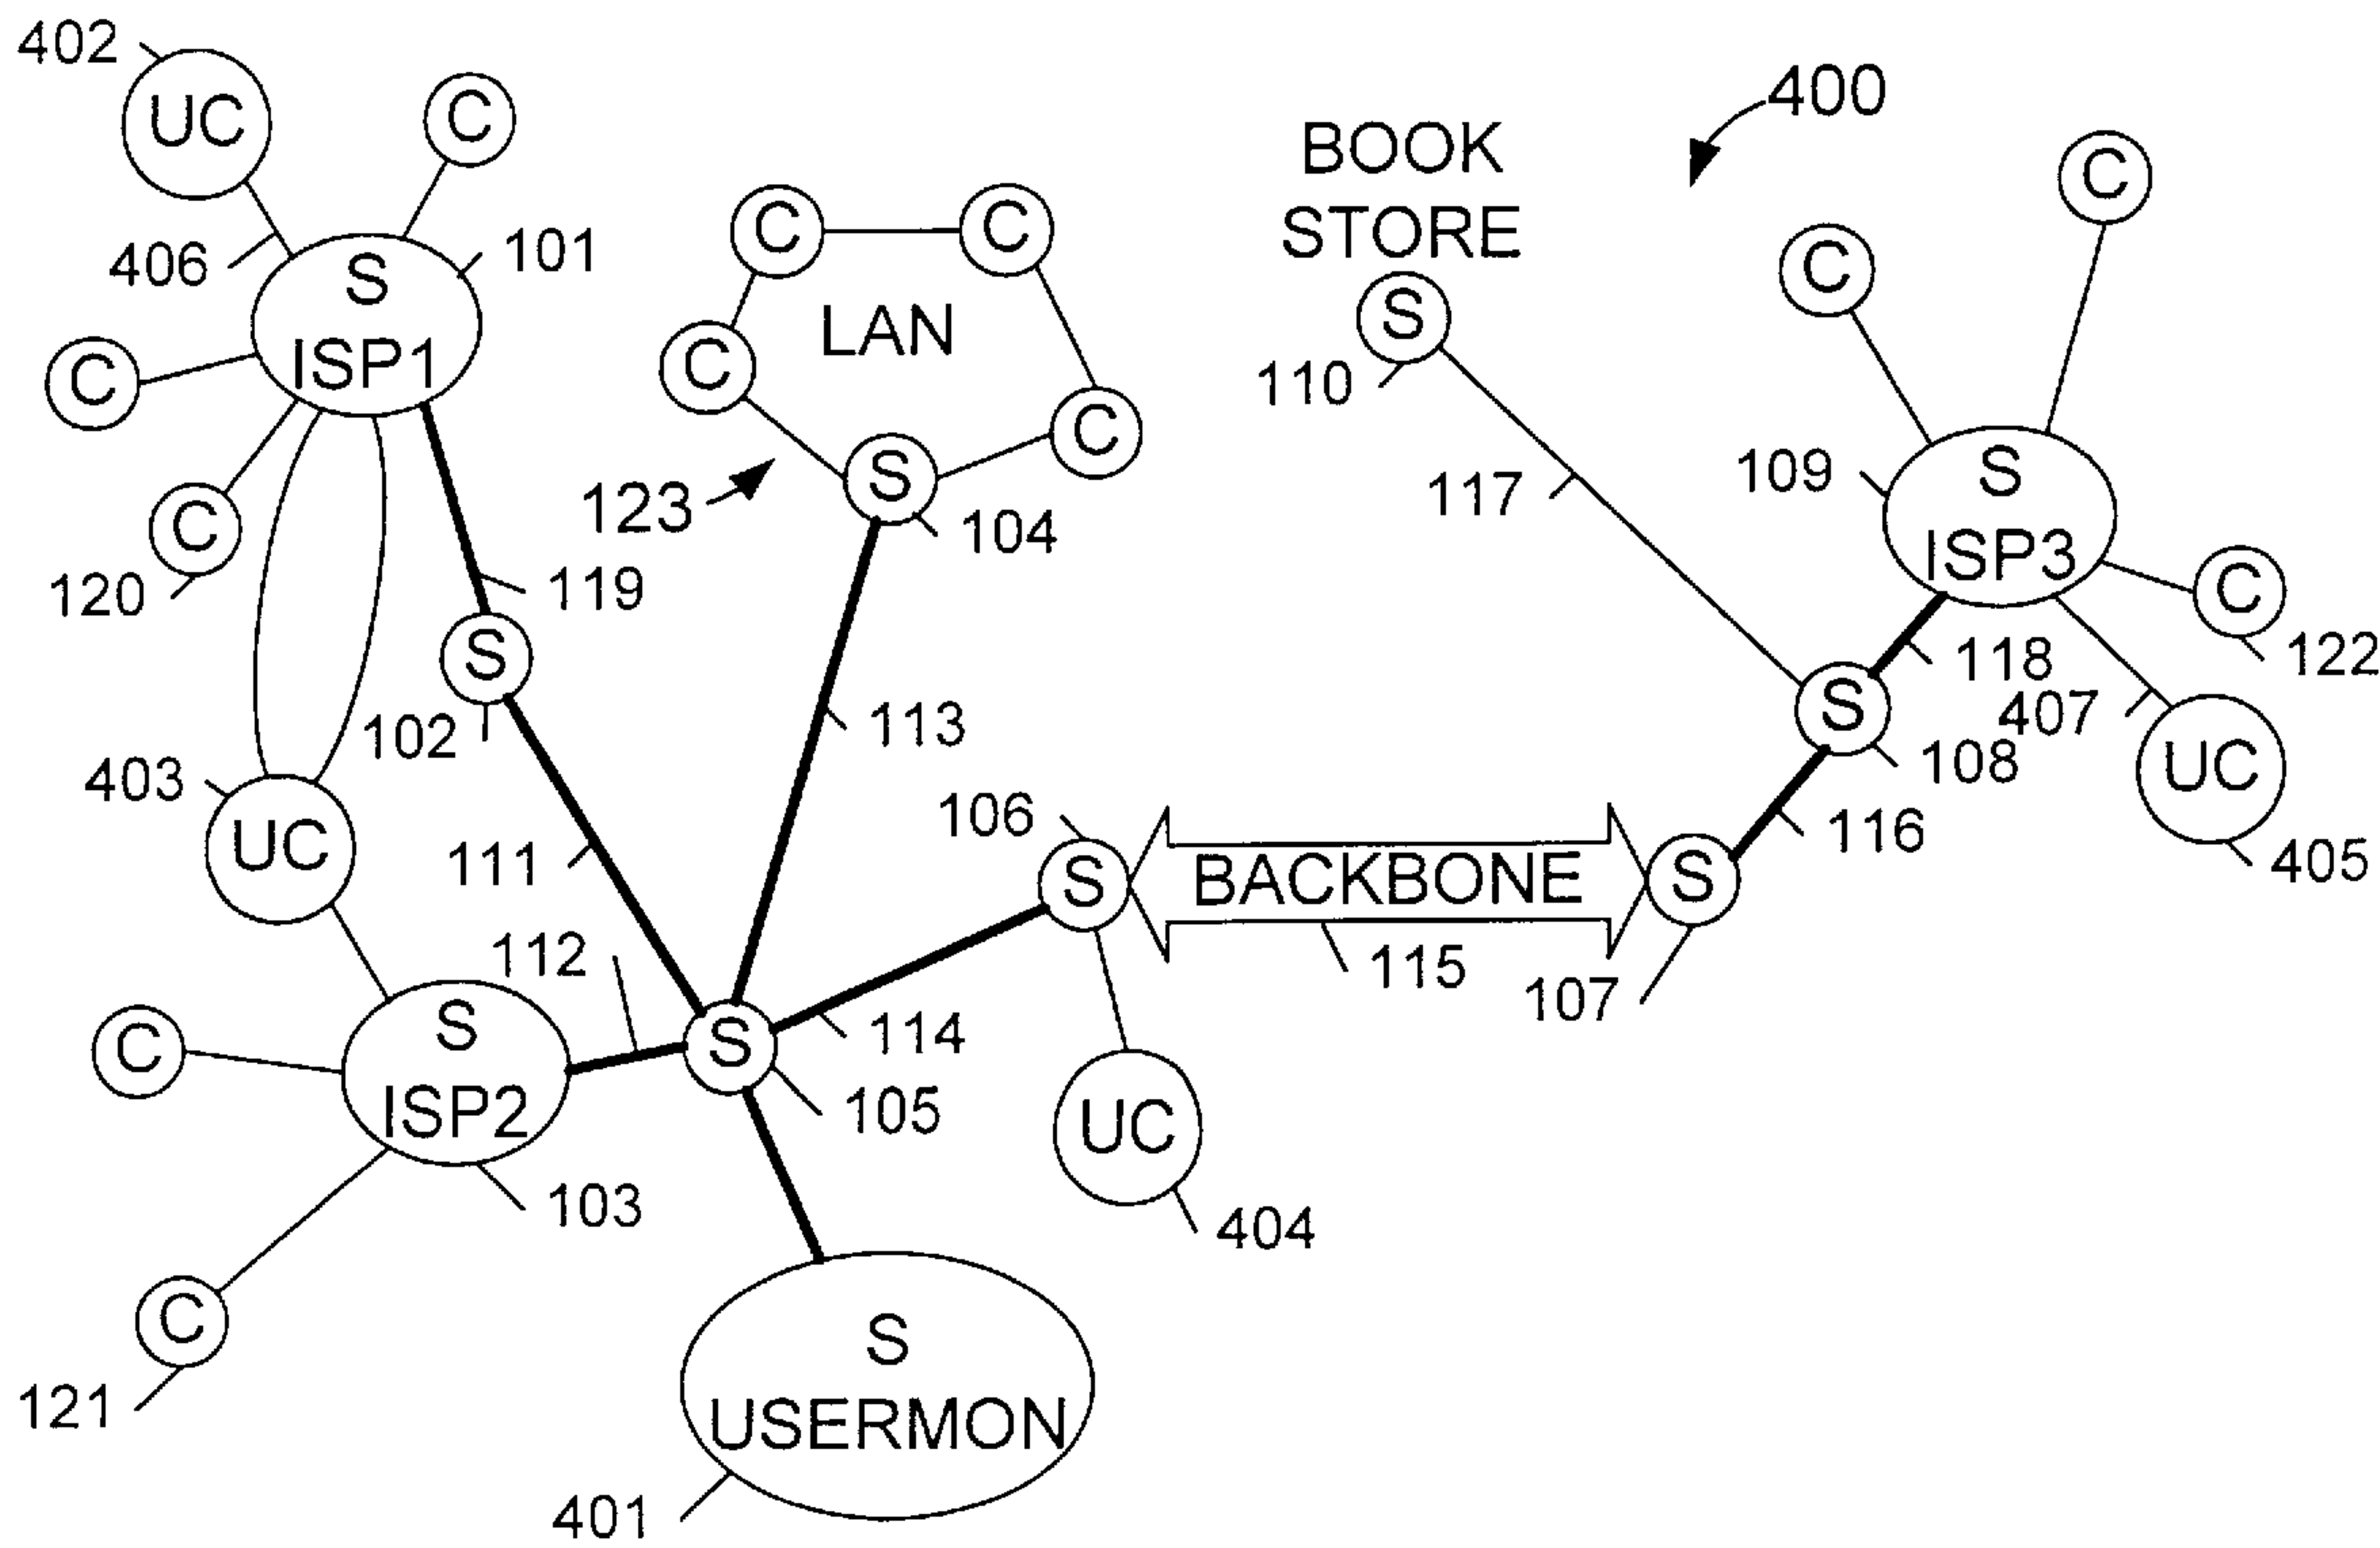 402
UC
C
406
S
101
ISP1
C
C
120
119
S
102
403
UC
C
C
LAN
C
C
S
123
104
113
111
112
BOOK
STORE
S
110
117
400
C
C
109
S
ISP3
C
122
118
S
407
108
UC
405
116
106
S
BACKBONE
S
115
107
114
S
105
C
S
ISP2
103
C
121
UC
404
S
USERMON
401